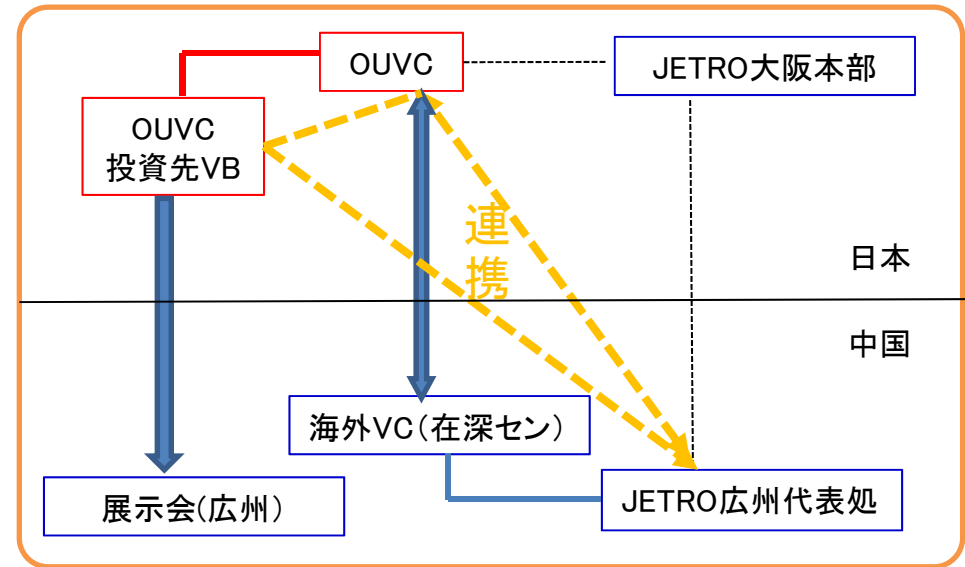 OUVC
JETRO大阪本部
OUVC
投資先VB
連
携
日本
中国
海外VC(在深セン)
展示会(広州)
JETRO広州代表処